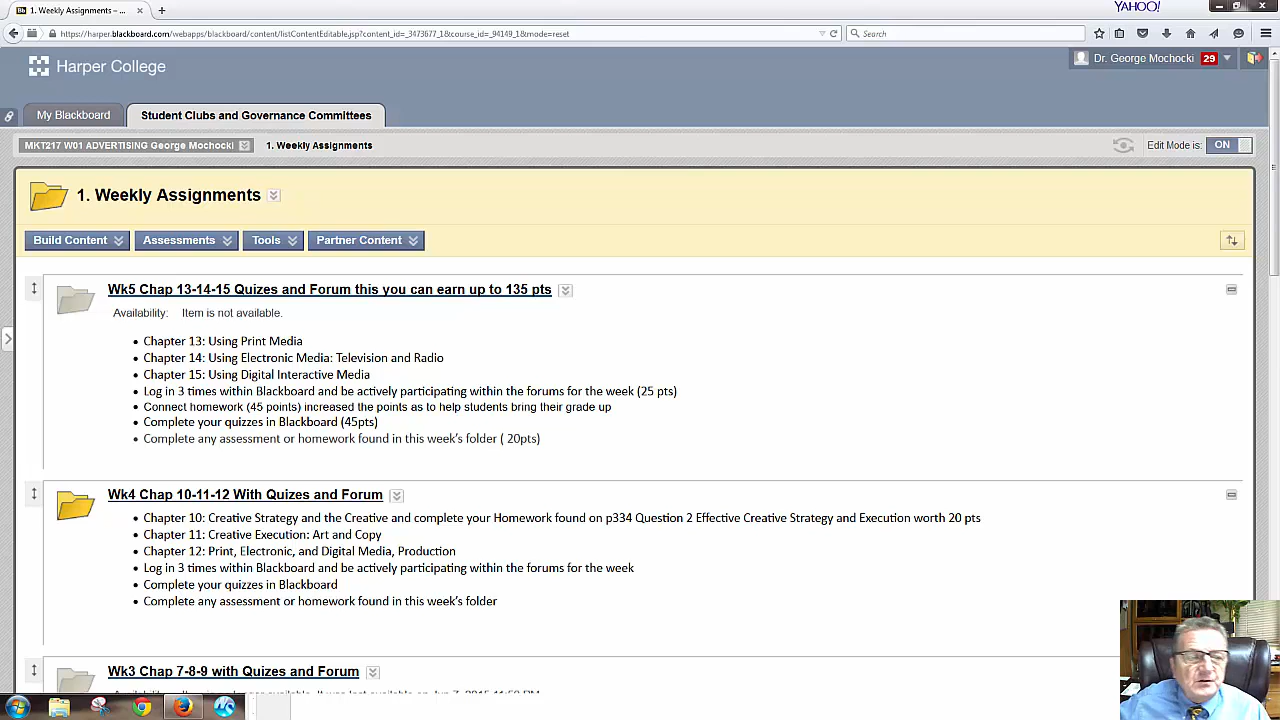 YAHOO!
1. Weekly Assignments – ...
https://harper.blackboard.com/webapps/blackboard/content/listContentEditable.jsp?content_id=_3473677_1&course_id=_94149_1&mode=reset
Search
Harper College
Dr. George Mochocki 29
My Blackboard
Student Clubs and Governance Committees
MKT217 W01 ADVERTISING George Mochocki
1. Weekly Assignments
Edit Mode is: ON
1. Weekly Assignments
Build Content
Assessments
Tools
Partner Content
Wk5 Chap 13-14-15 Quizes and Forum this you can earn up to 135 pts
Availability: Item is not available.
• Chapter 13: Using Print Media
• Chapter 14: Using Electronic Media: Television and Radio
• Chapter 15: Using Digital Interactive Media
• Log in 3 times within Blackboard and be actively participating within the forums for the week (25 pts)
• Connect homework (45 points) increased the points as to help students bring their grade up
• Complete your quizzes in Blackboard (45pts)
• Complete any assessment or homework found in this week's folder ( 20pts)
Wk4 Chap 10-11-12 With Quizes and Forum
• Chapter 10: Creative Strategy and the Creative and complete your Homework found on p334 Question 2 Effective Creative Strategy and Execution worth 20 pts
• Chapter 11: Creative Execution: Art and Copy
• Chapter 12: Print, Electronic, and Digital Media, Production
• Log in 3 times within Blackboard and be actively participating within the forums for the week
• Complete your quizzes in Blackboard
• Complete any assessment or homework found in this week's folder
Wk3 Chap 7-8-9 with Quizes and Forum